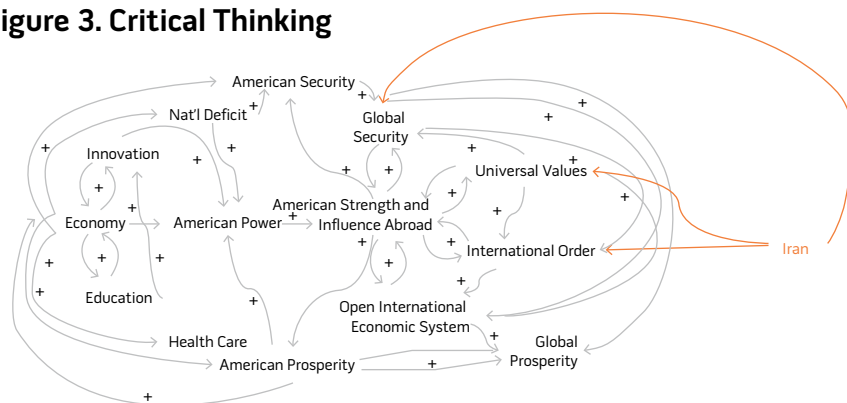 igure 3. Critical Thinking
American Security
+
Nat'l Deficit
+
+
+
Global
Security
+
Innovation
+
+
+
+
+
+
+
Universal Values
+
+
American Strength and
Influence Abroad
+
Economy
+
American Power
+
+
+
International Order
Iran
+
+
+
+
+
+
+
Education
+
Open International
Economic System
+
Health Care
Global
Prosperity
American Prosperity
+
+